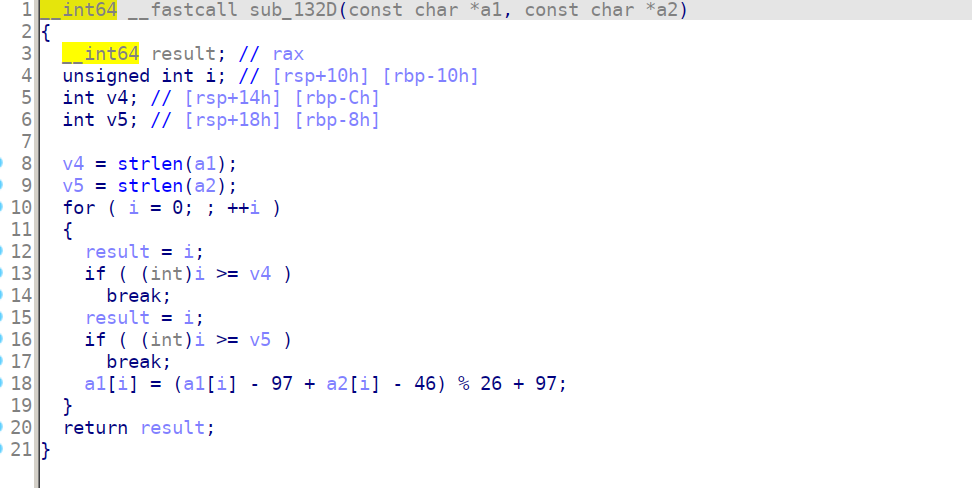 1 __int64 __fastcall sub_132D(const char *a1, const char *a2)
2 {
3   __int64 result; // rax
4   unsigned int i; // [rsp+10h] [rbp-10h]
5   int v4; // [rsp+14h] [rbp-Ch]
6   int v5; // [rsp+18h] [rbp-8h]
7
8   v4 = strlen(a1);
9   v5 = strlen(a2);
10   for ( i = 0; ; ++i )
11   {
12     result = i;
13     if ( (int)i >= v4 )
14       break;
15     result = i;
16     if ( (int)i >= v5 )
17       break;
18     a1[i] = (a1[i] - 97 + a2[i] - 46) % 26 + 97;
19   }
20   return result;
21 }